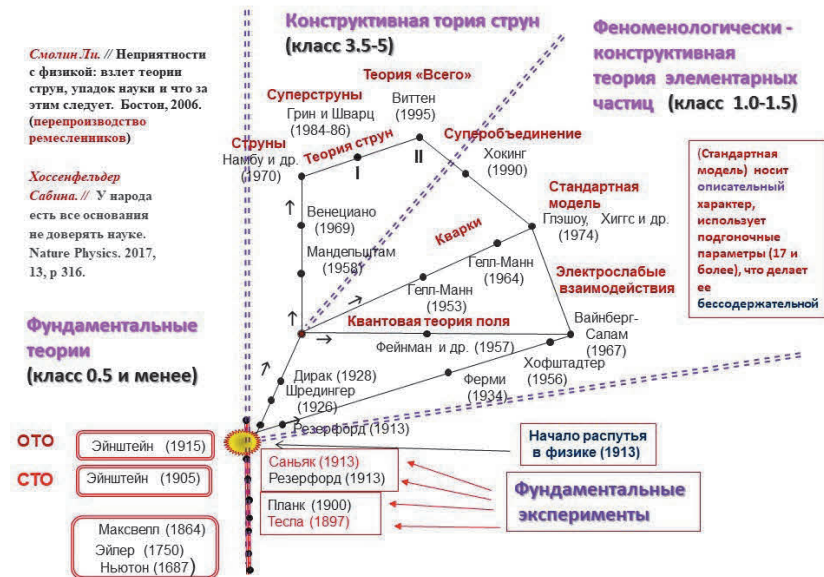 Конструктивная тория струн
(класс 3.5-5)
Феноменологически -
конструктивная
теория элементарных
частиц (класс 1.0-1.5)
Смолин Ли. // Неприятности
с физикой: взлет теории
струн, упадок науки и что за
этим следует. Бостон, 2006.
(перепроизводство
ремесленников)
Хоссенфельдер
Сабина. // У народа
есть все основания
не доверять науке.
Nature Physics. 2017,
13, p 316.
Теория «Всего»
Виттен
(1995)
Суперструны
Грин и Шварц
(1984-86)
Струны
Намбу и др.
(1970)
Теория струн
I
II
Суперобъединение
Хокинг
(1990)
Стандартная
модель
Глэшоу, Хиггс и др.
(1974)
(Стандартная
модель) носит
описательный
характер,
использует
подгоночные
параметры (17 и
более), что делает
ее
бессодержательной
Венециано
(1969)
Мандельштам
(1958)
Кварки
Гелл-Манн
(1964)
Гелл-Манн
(1953)
Электрослабые
взаимодействия
Квантовая теория поля
Фейнман и др. (1957)
Вайнберг-
Салам
(1967)
Хофштадтер
(1956)
Ферми
(1934)
Фундаментальные
теории
(класс 0.5 и менее)
Дирак (1928)
Шредингер
(1926)
Резерфорд (1913)
ОТО
Эйнштейн (1915)
СТО
Эйнштейн (1905)
Максвелл (1864)
Эйлер (1750)
Ньютон (1687)
Саньяк (1913)
Резерфорд (1913)
Планк (1900)
Тесла (1897)
Начало распутья
в физике (1913)
Фундаментальные
эксперименты